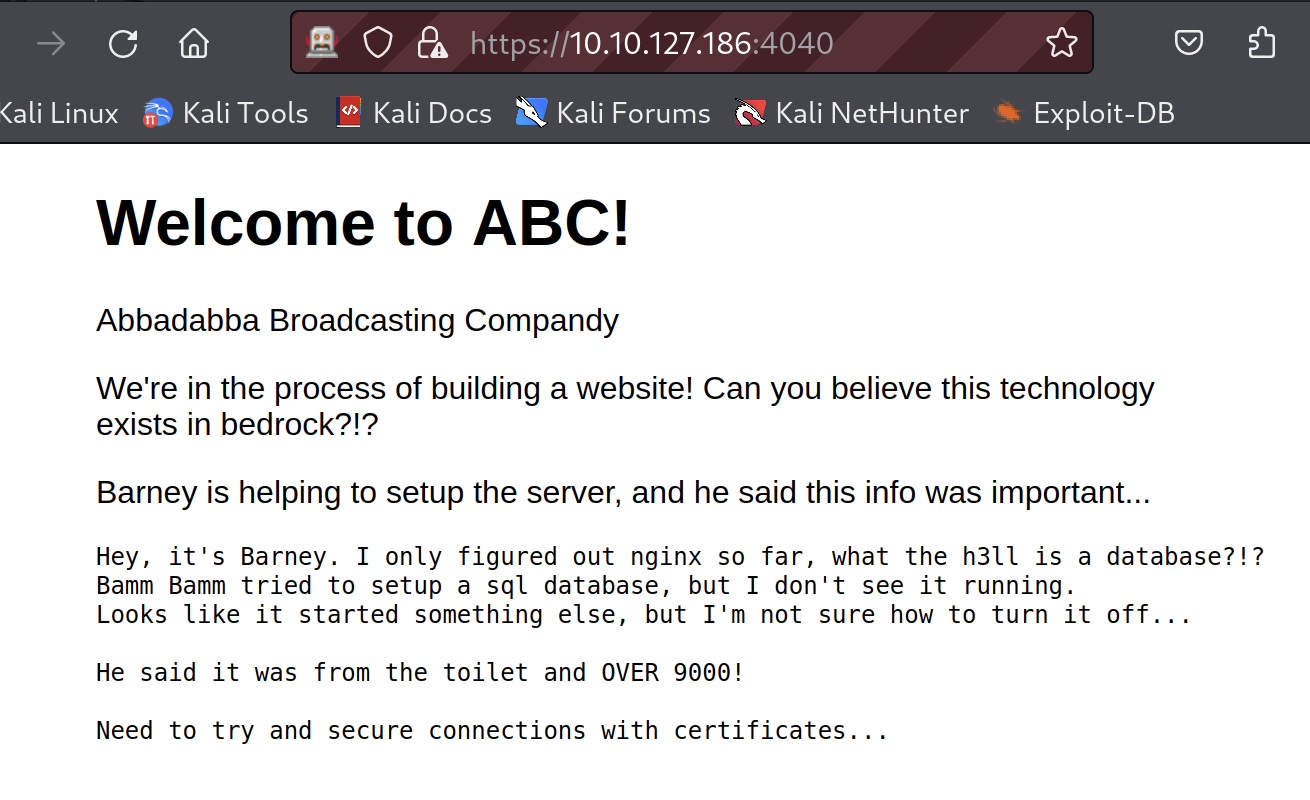 https://10.10.127.186:4040
Kali Linux Kali Tools Kali Docs Kali Forums Kali NetHunter Exploit-DB
Welcome to ABC!
Abbadabba Broadcasting Compandy
We're in the process of building a website! Can you believe this technology
exists in bedrock?!?
Barney is helping to setup the server, and he said this info was important...
Hey, it's Barney. I only figured out nginx so far, what the h3ll is a database?!?
Bamm Bamm tried to setup a sql database, but I don't see it running.
Looks like it started something else, but I'm not sure how to turn it off...
He said it was from the toilet and OVER 9000!
Need to try and secure connections with certificates...